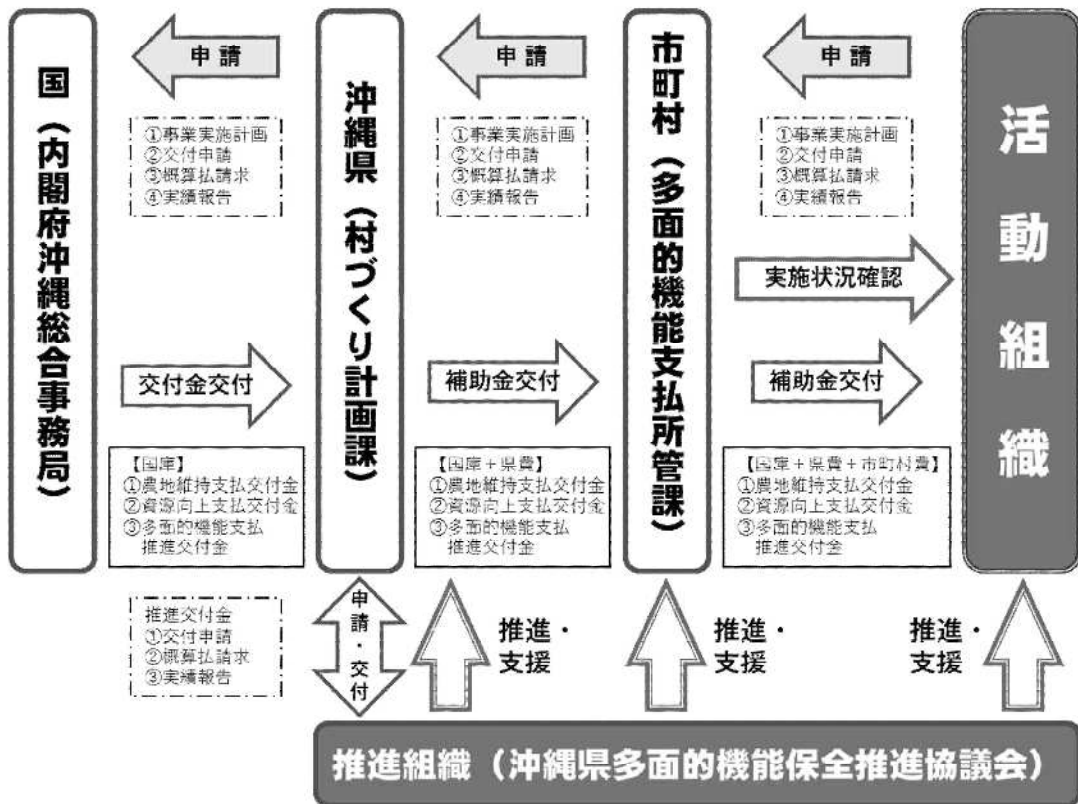 国（内閣府沖縄総合事務局）
申請
①事業実施計画
②交付申請
③概算払請求
④実績報告
交付金交付
【国庫】
①農地維持支払交付金
②資源向上支払交付金
③多面的機能支払
推進交付金
沖縄県（村づくり計画課）
申請
①事業実施計画
②交付申請
③概算払請求
④実績報告
補助金交付
【国庫＋県費】
①農地維持支払交付金
②資源向上支払交付金
③多面的機能支払
推進交付金
市町村（多面的機能支払所管課）
申請
①事業実施計画
②交付申請
③概算払請求
④実績報告
実施状況確認
補助金交付
【国庫＋県費＋市町村費】
①農地維持支払交付金
②資源向上支払交付金
③多面的機能支払
推進交付金
活動組織
推進交付金
①交付申請
②概算払請求
③実績報告
申請・交付
推進・
支援
推進・
支援
推進・
支援
推進組織（沖縄県多面的機能保全推進協議会）